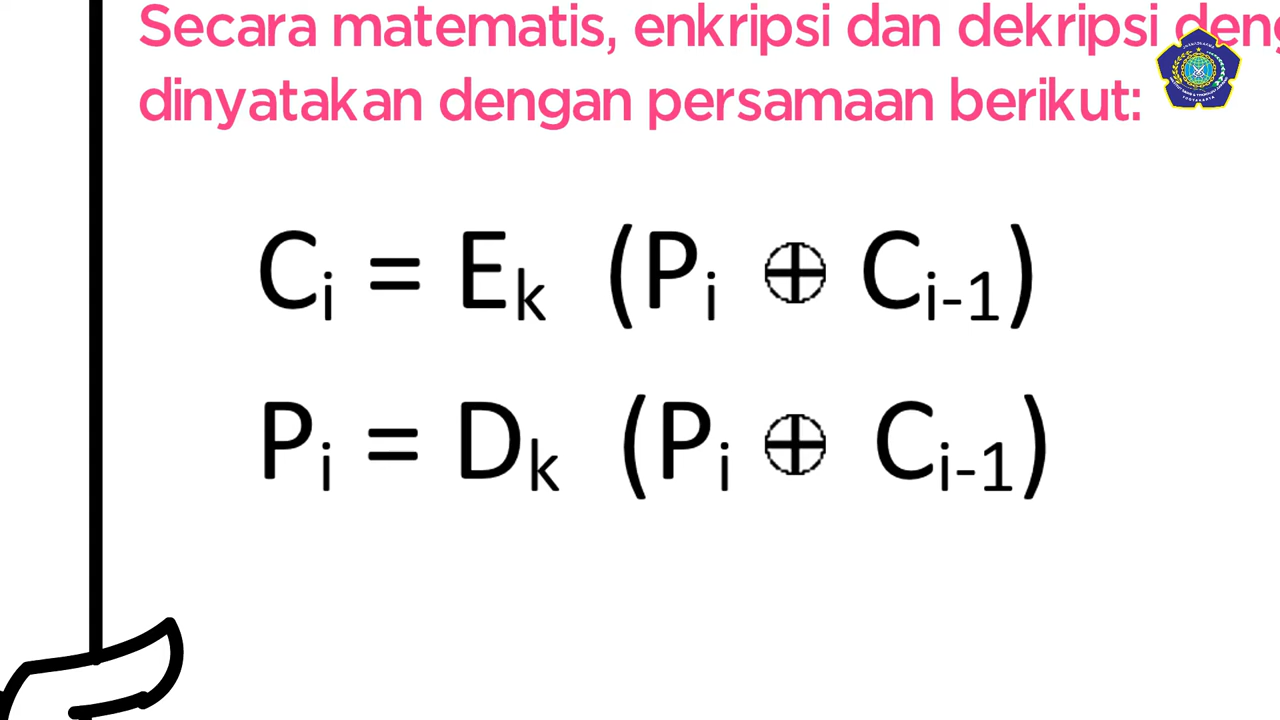 Secara matematis, enkripsi dan dekripsi
dinyatakan dengan persamaan berikut:
Cᵢ = Eₖ (Pᵢ ⊕ Cᵢ₋₁)
Pᵢ = Dₖ (Pᵢ ⊕ Cᵢ₋₁)